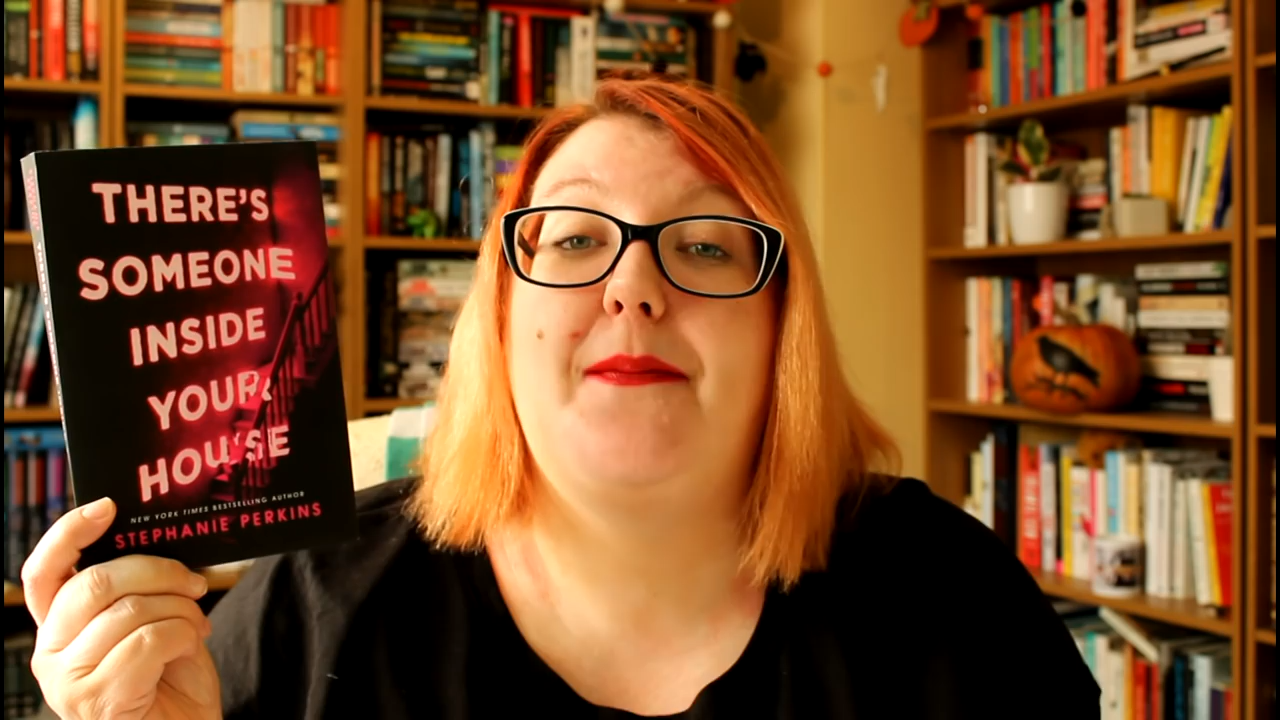 THERE'S
SOMEONE
INSIDE
YOUR
HOUSE
NEW YORK TIMES BESTSELLING AUTHOR
STEPHANIE PERKINS